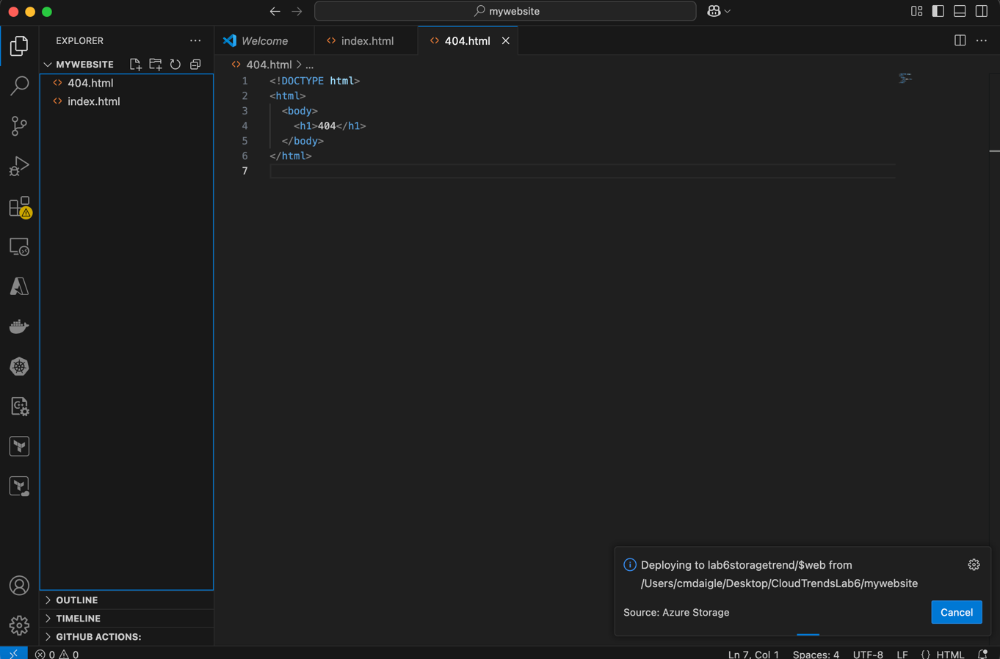 mywebsite
EXPLORER
MYWEBSITE
404.html
index.html
OUTLINE
TIMELINE
GITHUB ACTIONS:
Welcome
index.html
404.html
404.html > ...
1 <!DOCTYPE html>
2 <html>
3 <body>
4 <h1>404</h1>
5 </body>
6 </html>
7
Deploying to lab6storagetrend/$web from
/Users/cmdaigle/Desktop/CloudTrendsLab6/mywebsite
Source: Azure Storage
Cancel
0 0
Ln 7, Col 1 Spaces: 4 UTF-8 LF {} HTML